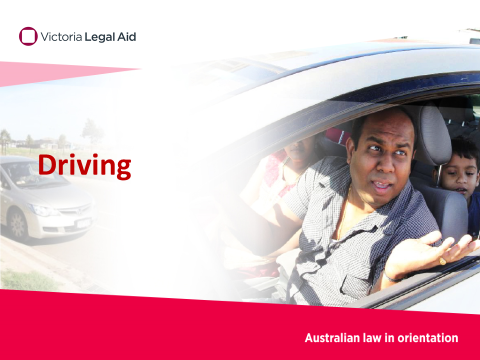 Victoria Legal Aid
Driving
Australian law in orientation